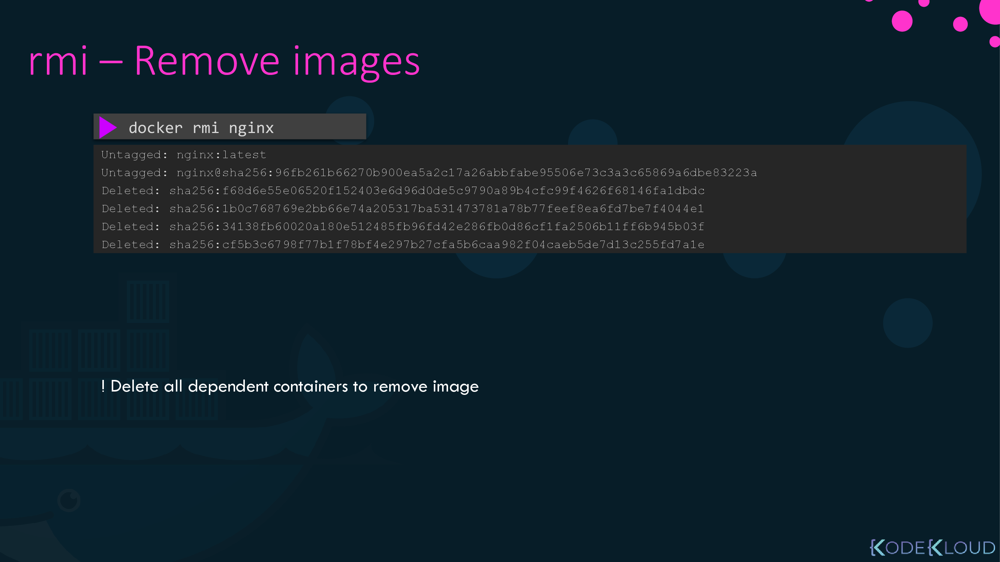 rmi – Remove images
docker rmi nginx
Untagged: nginx:latest
Untagged: nginx@sha256:96fb261b66270b900ea5a2c17a26abbfabe95506e73c3a3c65869a6dbe83223a
Deleted: sha256:f68d6e55e06520f152403e6d96d0de5c9790a89b4cfc99f4626f68146fa1dbdc
Deleted: sha256:1b0c768769e2bb66e74a205317ba531473781a78b77feef8ea6fd7be7f4044e1
Deleted: sha256:34138fb60020a180e512485fb96fd42e286fb0d86cf1fa2506b11ff6b945b03f
Deleted: sha256:cf5b3c6798f77b1f78bf4e297b27cfa5b6caa982f04caeb5de7d13c255fd7a1e
! Delete all dependent containers to remove image
KODEKLOUD